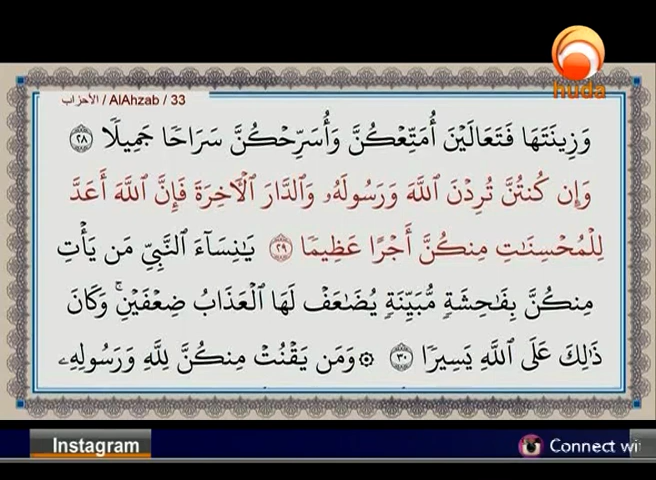 huda
الأحزاب / AlAhzab / 33
وَزِينَتَهَا فَتَعَالَيْنَ أُمَتِّعْكُنَّ وَأُسَرِّحْكُنَّ سَرَاحًا جَمِيلًا ٢٨
وَإِن كُنتُنَّ تُرِدْنَ ٱللَّهَ وَرَسُولَهُۥ وَٱلدَّارَ ٱلْءَاخِرَةَ فَإِنَّ ٱللَّهَ أَعَدَّ
لِلْمُحْسِنَٰتِ مِنكُنَّ أَجْرًا عَظِيمًا ٢٩ يَٰنِسَآءَ ٱلنَّبِيِّ مَن يَأْتِ
مِنكُنَّ بِفَٰحِشَةٍ مُّبَيِّنَةٍ يُضَٰعَفْ لَهَا ٱلْعَذَابُ ضِعْفَيْنِ ۚ وَكَانَ
ذَٰلِكَ عَلَى ٱللَّهِ يَسِيرًا ٣٠ ۞ وَمَن يَقْنُتْ مِنكُنَّ لِلَّهِ وَرَسُولِهِۦ
Instagram
Connect wi